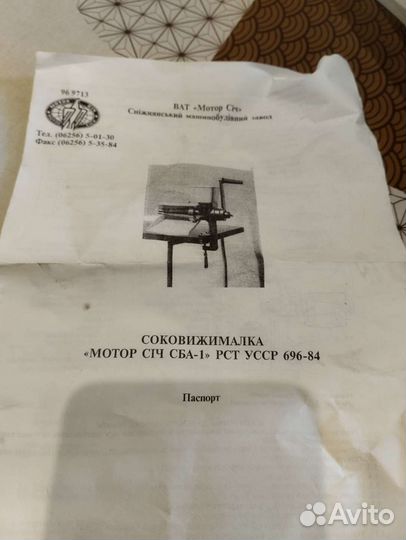 96 9713
ВАТ «Мотор Січ»
Сніжнянський машинобудівний завод
Тел. (06256) 5-01-30
Факс (06256) 5-35-84
СОКОВИЖИМАЛКА
«МОТОР СІЧ СБА-1» РСТ УССР 696-84
Паспорт
Avito